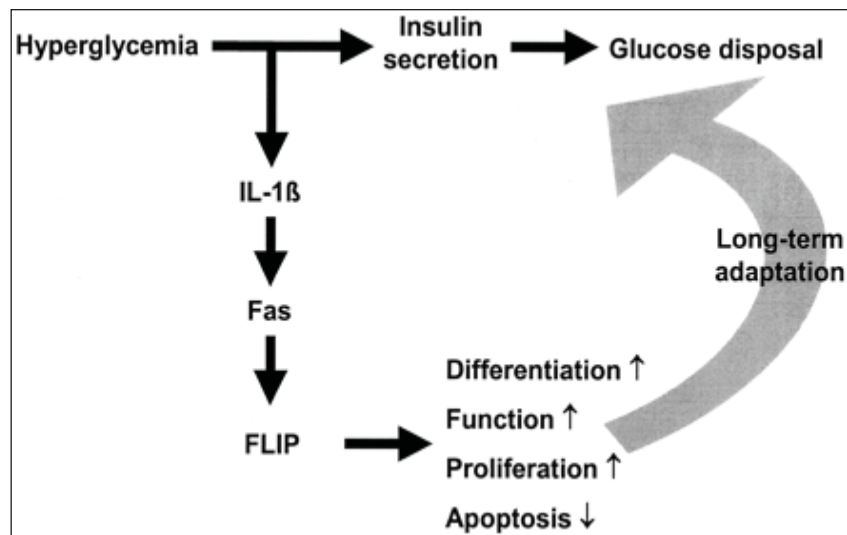 Hyperglycemia
Insulin
secretion
Glucose disposal
IL-1ß
Fas
FLIP
Differentiation ↑
Function ↑
Proliferation ↑
Apoptosis ↓
Long-term
adaptation